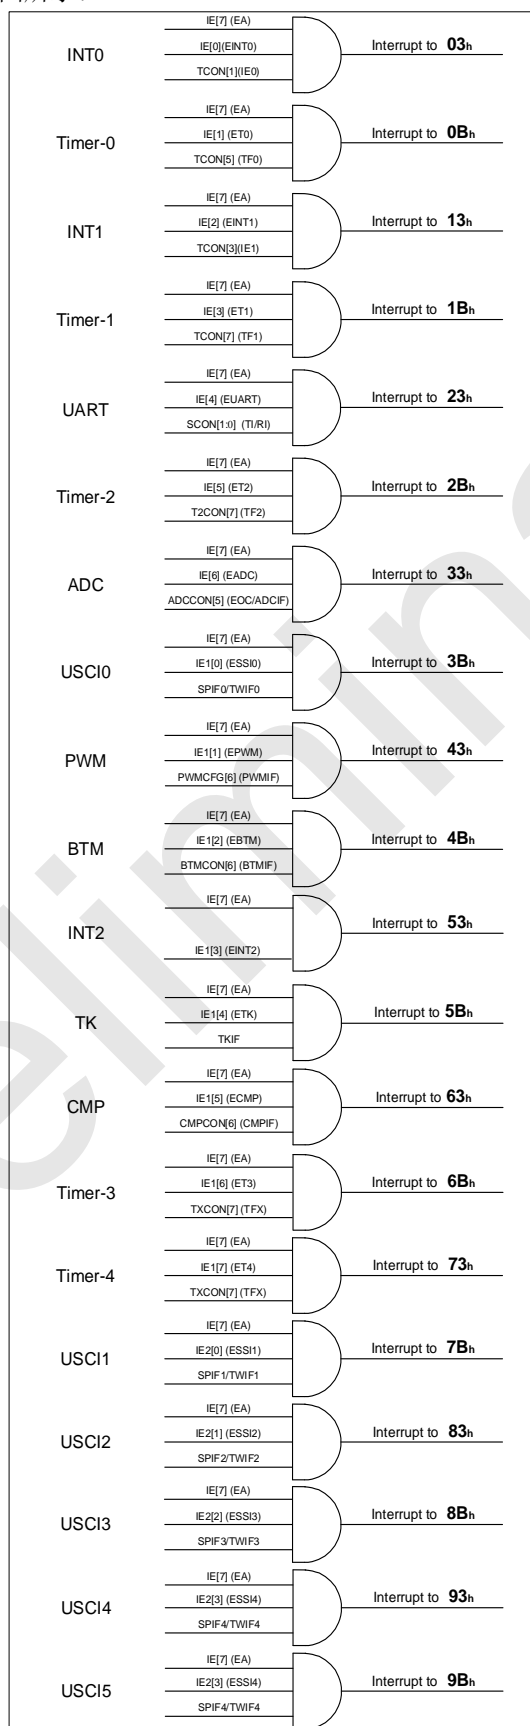 IE[7] (EA)
INT0 IE[0](EINT0) Interrupt to 03h
TCON[1](IE0)
IE[7] (EA)
Timer-0 IE[1] (ET0) Interrupt to 0Bh
TCON[5] (TF0)
IE[7] (EA)
INT1 IE[2] (EINT1) Interrupt to 13h
TCON[3](IE1)
IE[7] (EA)
Timer-1 IE[3] (ET1) Interrupt to 1Bh
TCON[7] (TF1)
IE[7] (EA)
UART IE[4] (EUART) Interrupt to 23h
SCON[1:0] (TI/RI)
IE[7] (EA)
Timer-2 IE[5] (ET2) Interrupt to 2Bh
T2CON[7] (TF2)
IE[7] (EA)
ADC IE[6] (EADC) Interrupt to 33h
ADCCON[5] (EOC/ADCIF)
IE[7] (EA)
USCI0 IE1[0] (ESSI0) Interrupt to 3Bh
SPIF0/TWIF0
IE[7] (EA)
PWM IE1[1] (EPWM) Interrupt to 43h
PWMCFG[6] (PWMIF)
IE[7] (EA)
BTM IE1[2] (EBTM) Interrupt to 4Bh
BTMCON[6] (BTMIF)
IE[7] (EA)
INT2 Interrupt to 53h
IE1[3] (EINT2)
IE[7] (EA)
TK IE1[4] (ETK) Interrupt to 5Bh
TKIF
IE[7] (EA)
CMP IE1[5] (ECMP) Interrupt to 63h
CMPCON[6] (CMPIF)
IE[7] (EA)
Timer-3 IE1[6] (ET3) Interrupt to 6Bh
TXCON[7] (TFX)
IE[7] (EA)
Timer-4 IE1[7] (ET4) Interrupt to 73h
TXCON[7] (TFX)
IE[7] (EA)
USCI1 IE2[0] (ESSI1) Interrupt to 7Bh
SPIF1/TWIF1
IE[7] (EA)
USCI2 IE2[1] (ESSI2) Interrupt to 83h
SPIF2/TWIF2
IE[7] (EA)
USCI3 IE2[2] (ESSI3) Interrupt to 8Bh
SPIF3/TWIF3
IE[7] (EA)
USCI4 IE2[3] (ESSI4) Interrupt to 93h
SPIF4/TWIF4
IE[7] (EA)
USCI5 IE2[3] (ESSI4) Interrupt to 9Bh
SPIF4/TWIF4